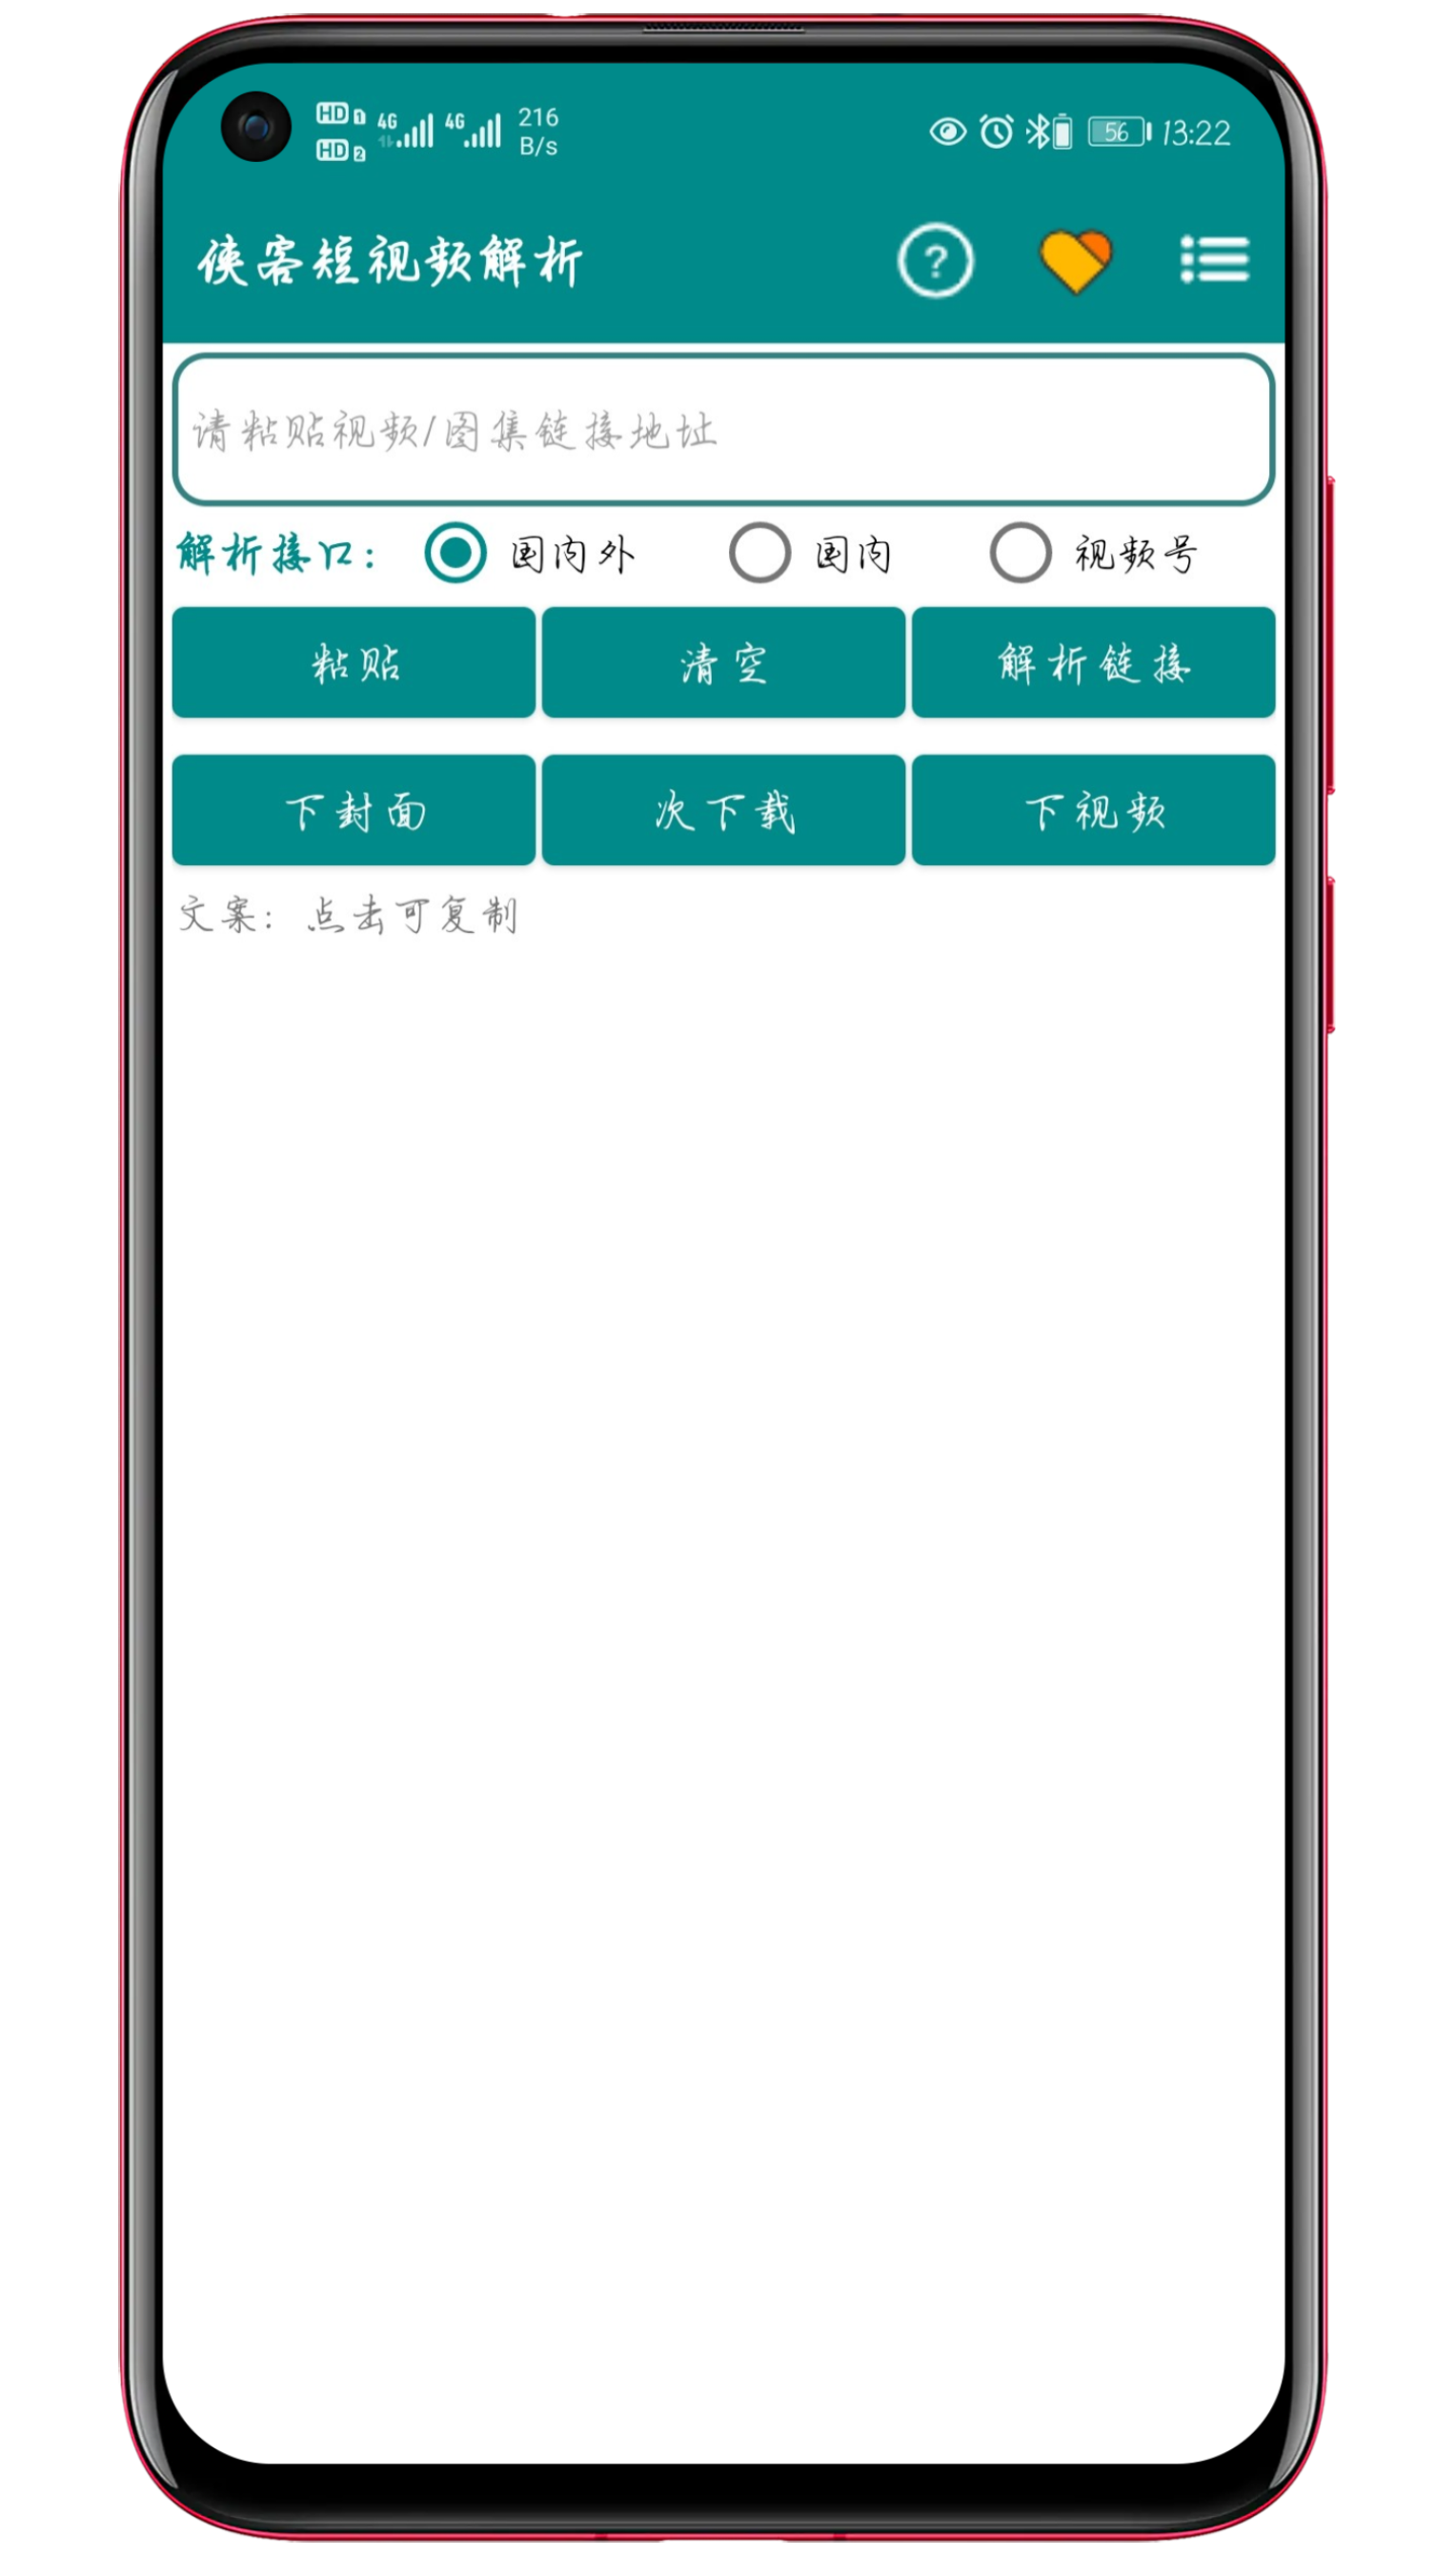 HD 1 4G 4G 216
HD 2 B/s
56 13:22
侠客短视频解析
?
请粘贴视频/图集链接地址
解析接口： 国内外 国内 视频号
粘贴 清空 解析链接
下封面 次下载 下视频
文案：点击可复制